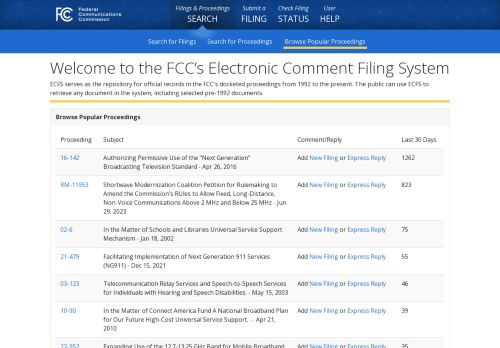 FCC
Federal
Communications
Commission
Filings & Proceedings
SEARCH
Submit a
FILING
Check Filing
STATUS
User
HELP
Search for Filings
Search for Proceedings
Browse Popular Proceedings
Welcome to the FCC's Electronic Comment Filing System
ECFS serves as the repository for official records in the FCC's docketed proceedings from 1992 to the present. The public can use ECFS to
retrieve any document in the system, including selected pre-1992 documents.
Browse Popular Proceedings
Proceeding Subject Comment/Reply Last 30 Days
16-142 Authorizing Permissive Use of the "Next Generation" Add New Filing or Express Reply 1262
Broadcasting Television Standard - Apr 26, 2016
RM-11953 Shortwave Modernization Coalition Petition for Rulemaking to Add New Filing or Express Reply 823
Amend the Commission's RUles to Allow Fixed, Long-Distance,
Non-Voice Communications Above 2 MHz and Below 25 MHz - Jun
29, 2023
02-6 In the Matter of Schools and Libraries Universal Service Support Add New Filing or Express Reply 75
Mechanism - Jan 18, 2002
21-479 Facilitating Implementation of Next Generation 911 Services Add New Filing or Express Reply 55
(NG911) - Dec 15, 2021
03-123 Telecommunication Relay Services and Speech-to-Speech Services Add New Filing or Express Reply 46
for Individuals with Hearing and Speech Disabilities. - May 15, 2003
10-90 In the Matter of Connect America Fund A National Broadband Plan Add New Filing or Express Reply 39
for Our Future High-Cost Universal Service Support. . - Apr 21,
2010
22-352 Expanding Use of the 12.7-13.25 GHz Band for Mobile Broadband Add New Filing or Express Reply 35